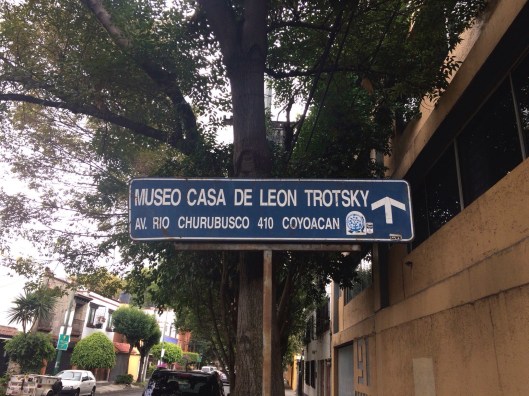 MUSEO CASA DE LEON TROTSKY
AV. RIO CHURUBUSCO 410 COYOACAN